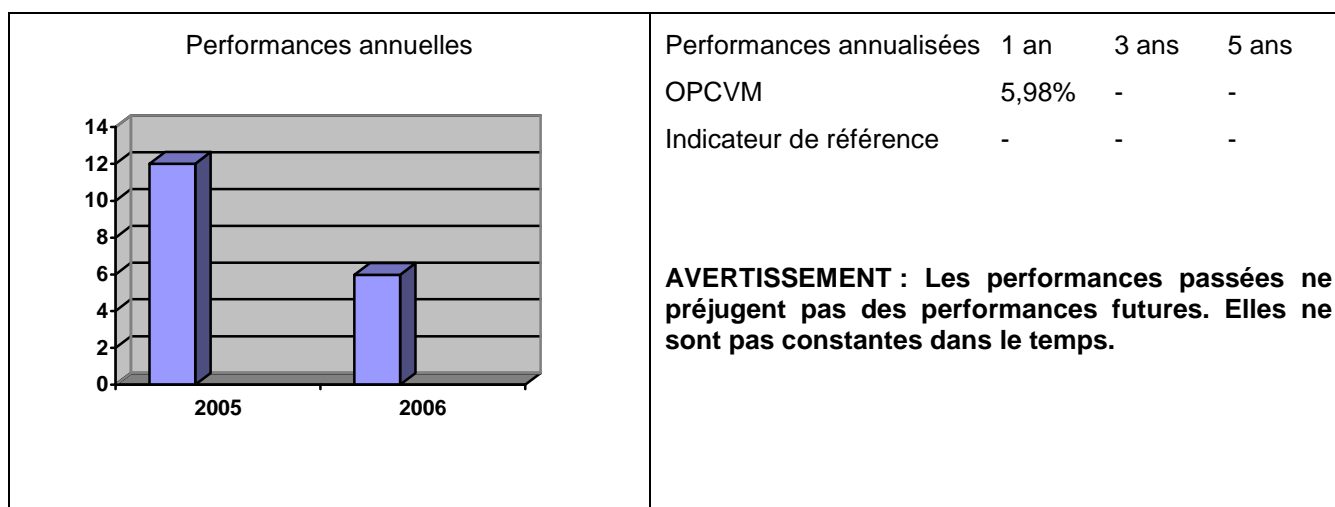 Performances annuelles
14
12
10
8
6
4
2
0
2005 2006
Performances annualisées 1 an 3 ans 5 ans
OPCVM 5,98% - -
Indicateur de référence - - -
AVERTISSEMENT : Les performances passées ne
préjugent pas des performances futures. Elles ne
sont pas constantes dans le temps.